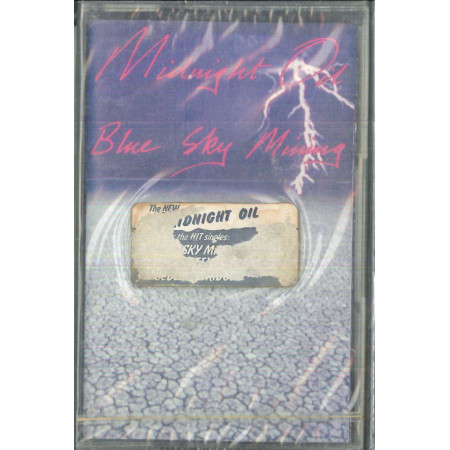 Midnight Oil
Blue Sky Mining
The NEW
IDNIGHT OIL
the HIT singles:
SKY M